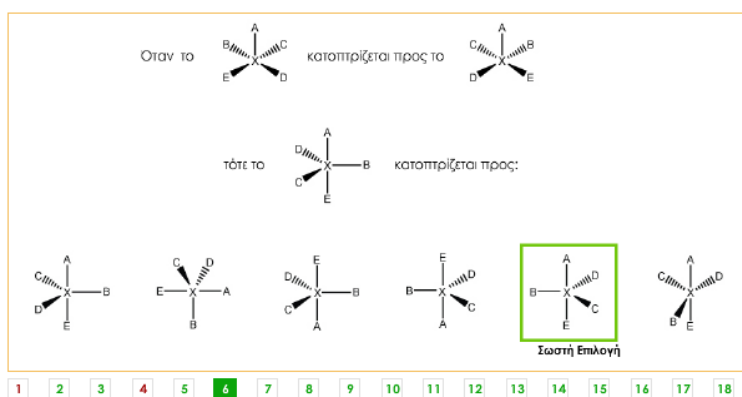 A A
Όταν το B C κατοπτρίζεται προς το C B
X X
E D D E
A
D
τότε το X B κατοπτρίζεται προς:
C
E
A C D E E A A
C D D D C D
X B E X A X B B X B X X
D C C C
E B A A E B E
Σωστή Επιλογή
1 2 3 4 5 6 7 8 9 10 11 12 13 14 15 16 17 18